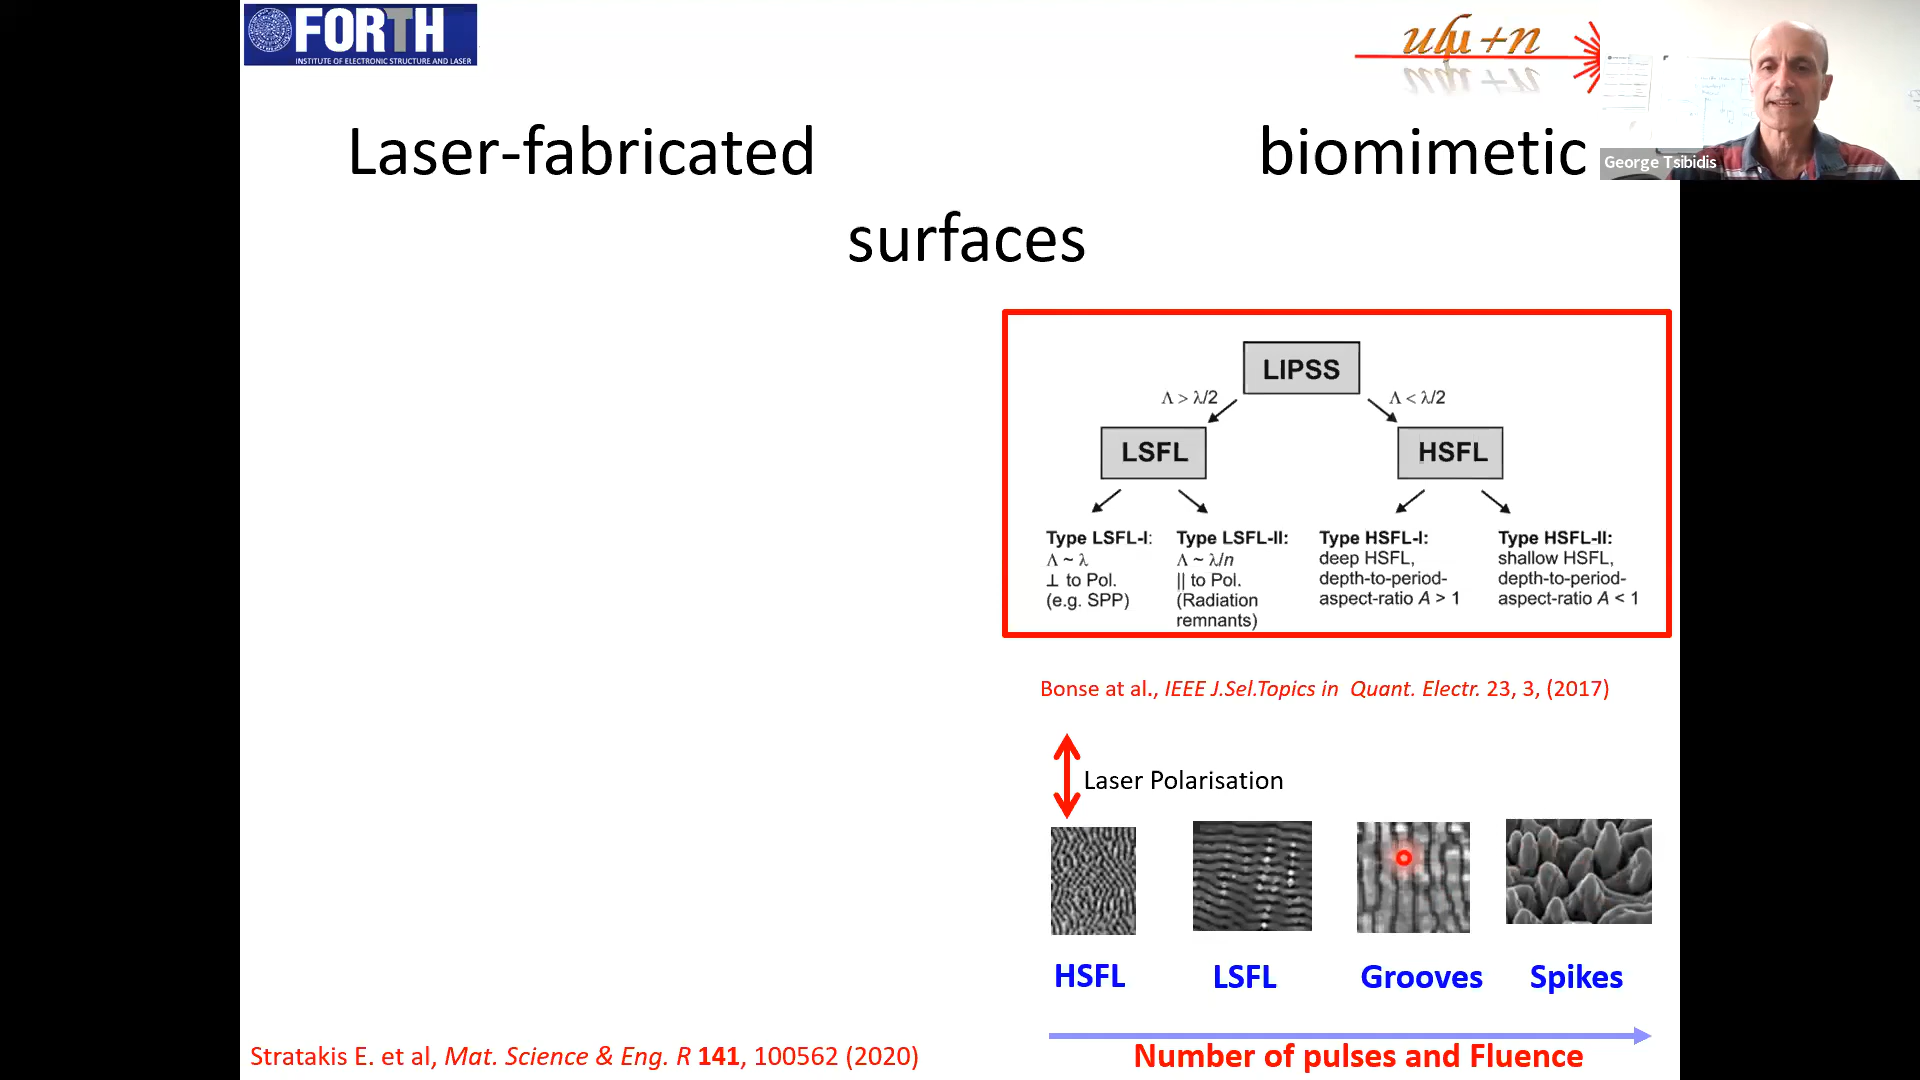 FORTH
INSTITUTE OF ELECTRONIC STRUCTURE AND LASER
George Tsibidis
Laser-fabricated biomimetic
surfaces
LIPSS
Λ > λ/2 Λ < λ/2
LSFL HSFL
Type LSFL-I:
Λ ~ λ
⊥ to Pol.
(e.g. SPP)
Type LSFL-II:
Λ ~ λ/n
|| to Pol.
(Radiation
remnants)
Type HSFL-I:
deep HSFL,
depth-to-period-
aspect-ratio A > 1
Type HSFL-II:
shallow HSFL,
depth-to-period-
aspect-ratio A < 1
Bonse at al., IEEE J.Sel.Topics in Quant. Electr. 23, 3, (2017)
Laser Polarisation
HSFL LSFL Grooves Spikes
Number of pulses and Fluence
Stratakis E. et al, Mat. Science & Eng. R 141, 100562 (2020)